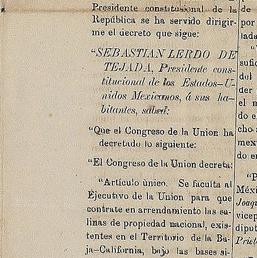 Presidente constitusional de la
República se ha servido dirigir-
me el decreto que sigue:
"SEBASTIAN LERDO DE
TEJADA, Presidente cons-
titucional de los Estados-U-
nidos Mexicanos, á sus ha-
bitantes, sabed:
"Que el Congreso de la Union ha
decretado lo siguiente:
"El Congreso de la Union decreta:
"Artículo único. Se faculta al
Ejecutivo de la Union para que
contrate en arrendamiento las sa-
linas de propiedad nacional, exis-
tentes en el Territorio de la Ba-
ja-California, bajo las bases si-